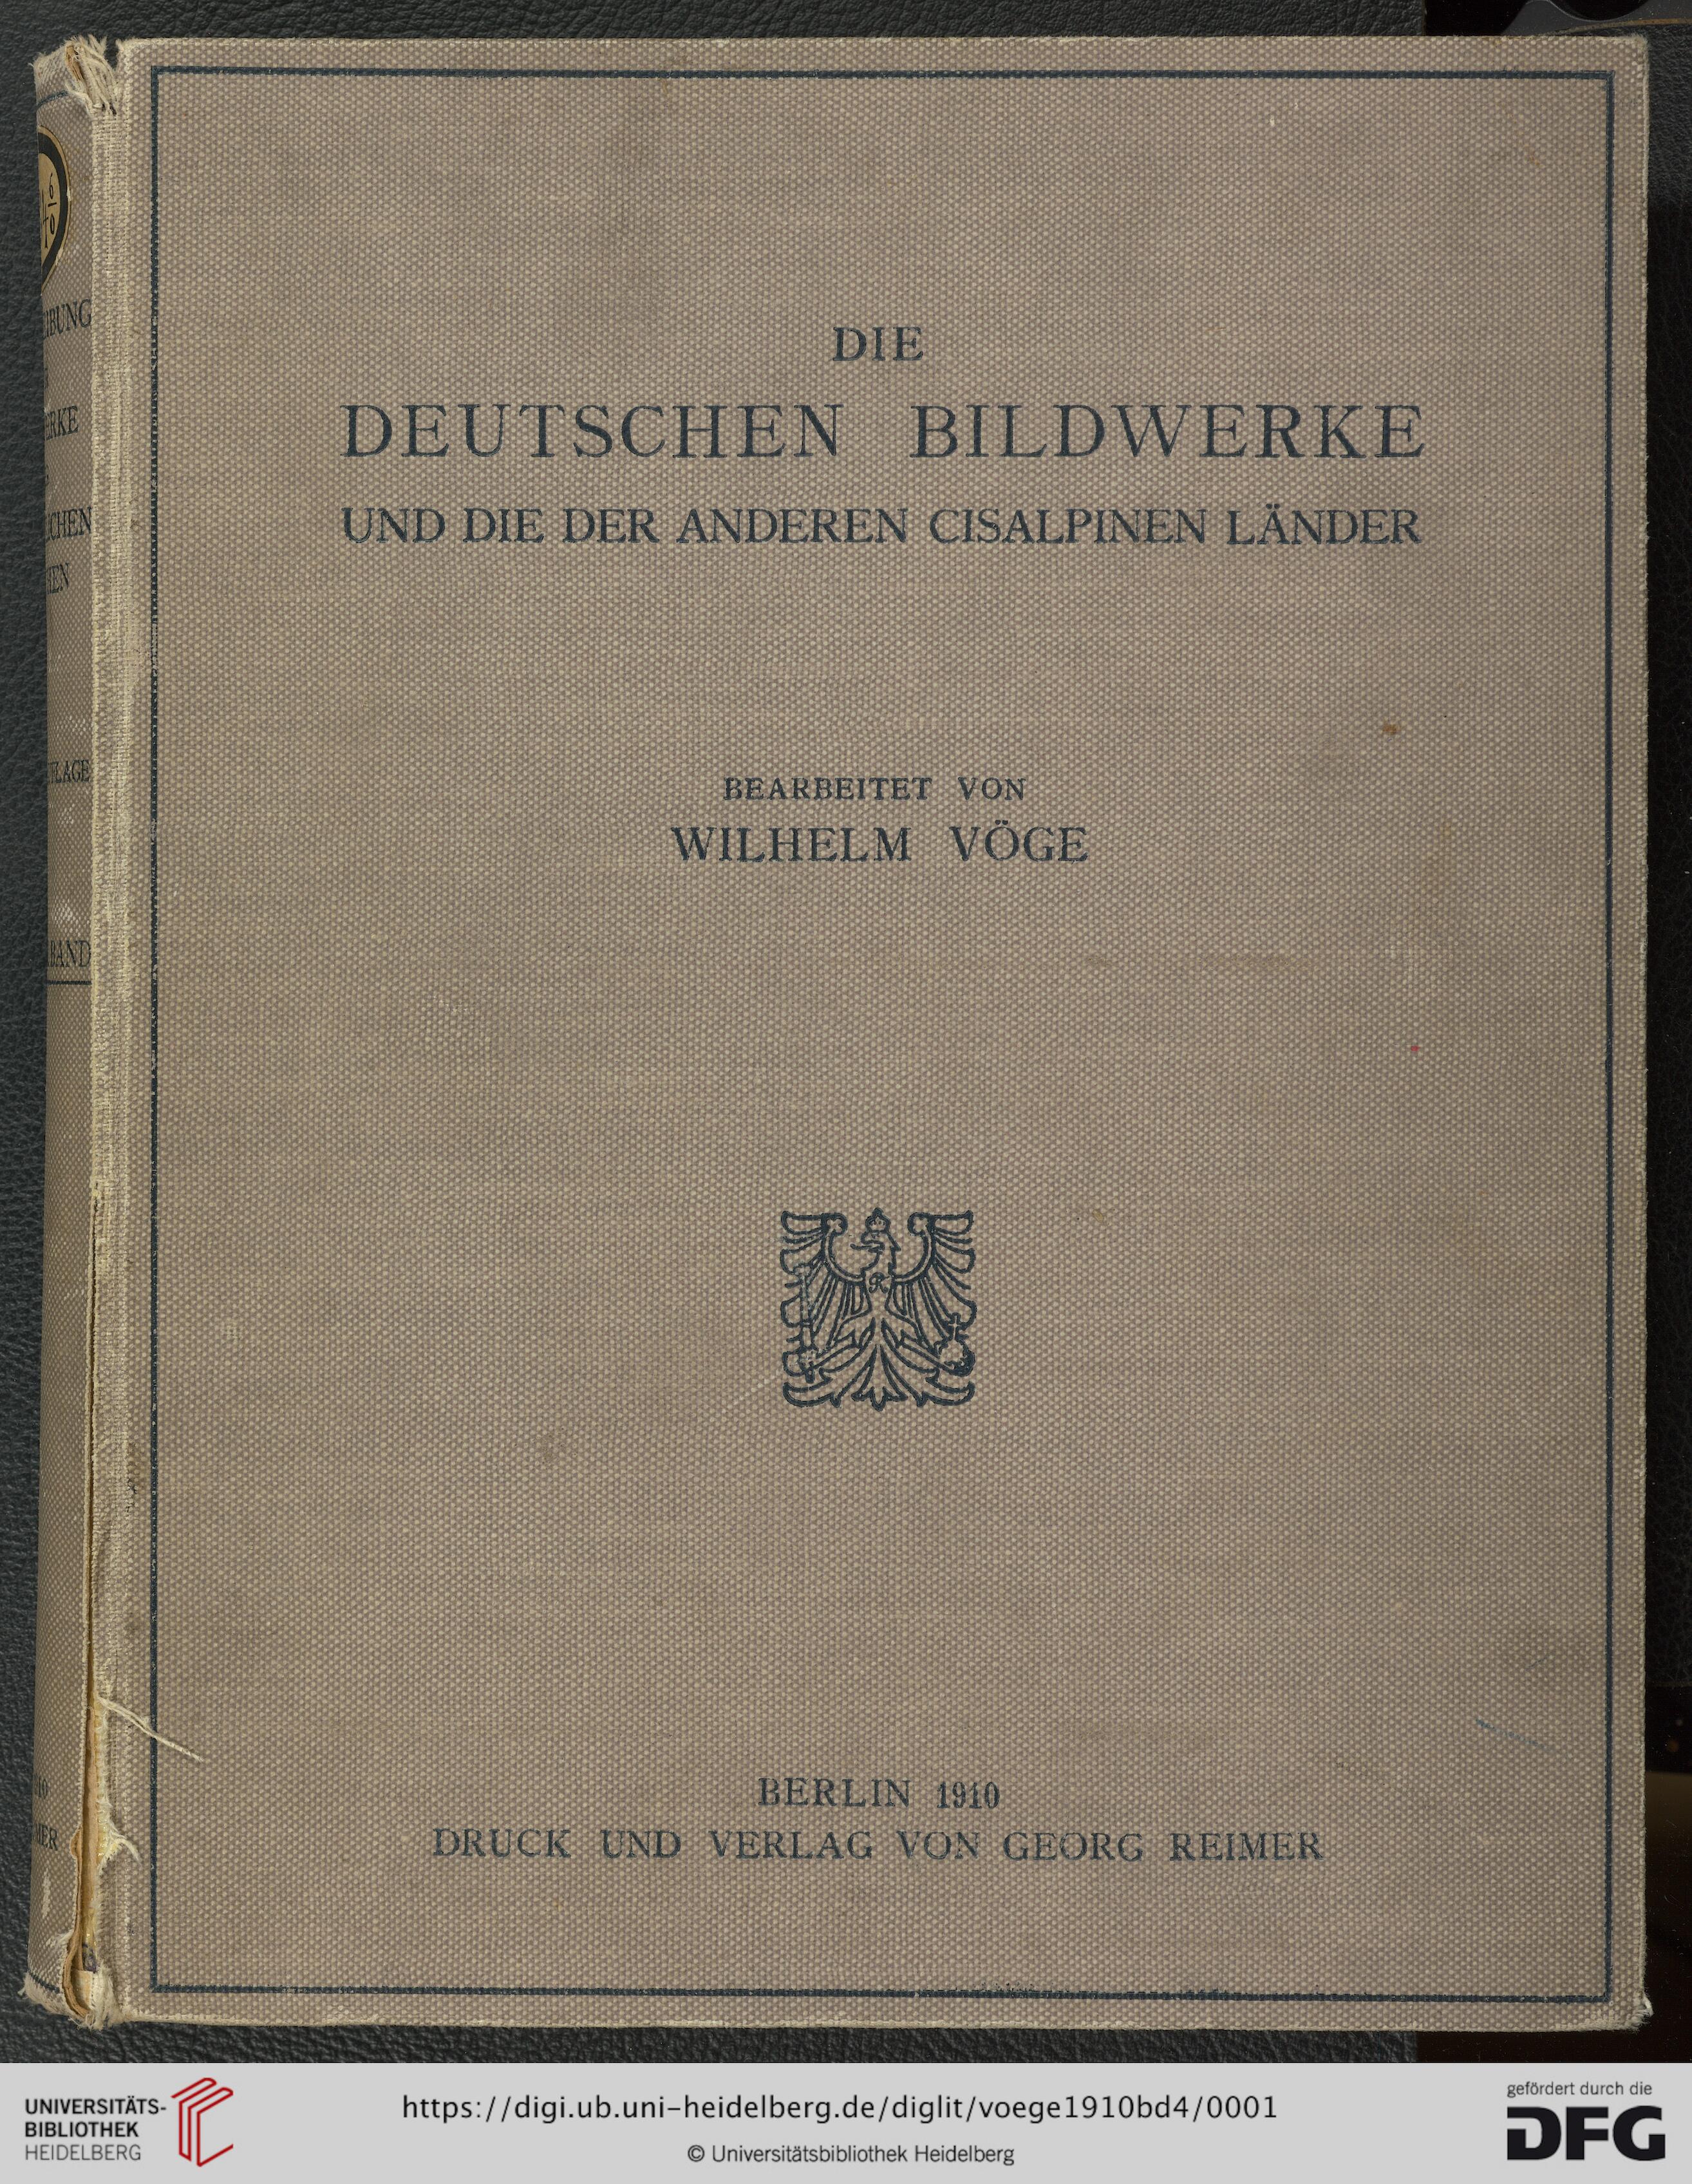 DIE
DEUTSCHEN BILDWERKE
UND DIE DER ANDEREN CISALPINEN LÄNDER
BEARBEITET VON
WILHELM VÖGE
BERLIN 1910
DRUCK UND VERLAG VON GEORG REIMER
UNIVERSITÄTS-
BIBLIOTHEK
HEIDELBERG
https://digi.ub.uni-heidelberg.de/diglit/voege1910bd4/0001
© Universitätsbibliothek Heidelberg
gefördert durch die
DFG